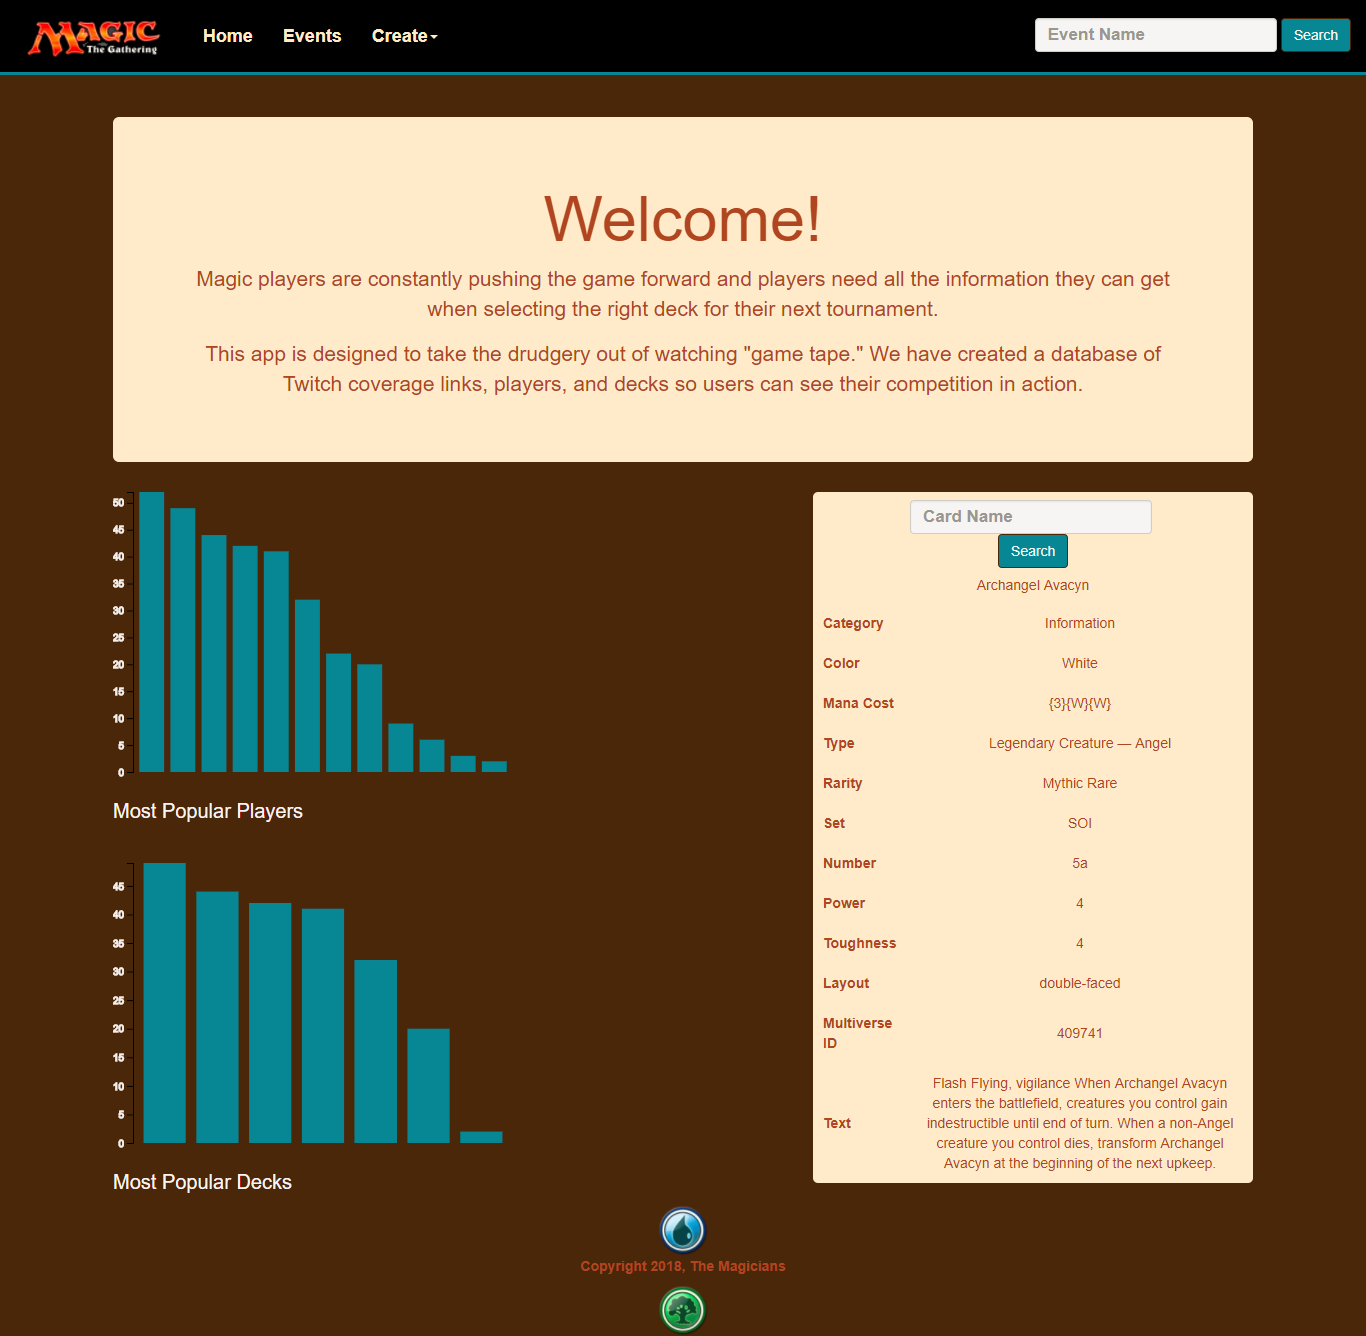 MAGIC
The Gathering
Home
Events
Create
Event Name
Search
Welcome!
Magic players are constantly pushing the game forward and players need all the information they can get
when selecting the right deck for their next tournament.
This app is designed to take the drudgery out of watching "game tape." We have created a database of
Twitch coverage links, players, and decks so users can see their competition in action.
50
45
40
35
30
25
20
15
10
5
0
Most Popular Players
45
40
35
30
25
20
15
10
5
0
Most Popular Decks
Card Name
Search
Archangel Avacyn
Category Information
Color White
Mana Cost {3}{W}{W}
Type Legendary Creature — Angel
Rarity Mythic Rare
Set SOI
Number 5a
Power 4
Toughness 4
Layout double-faced
Multiverse
ID
409741
Text
Flash Flying, vigilance When Archangel Avacyn
enters the battlefield, creatures you control gain
indestructible until end of turn. When a non-Angel
creature you control dies, transform Archangel
Avacyn at the beginning of the next upkeep.
Copyright 2018, The Magicians